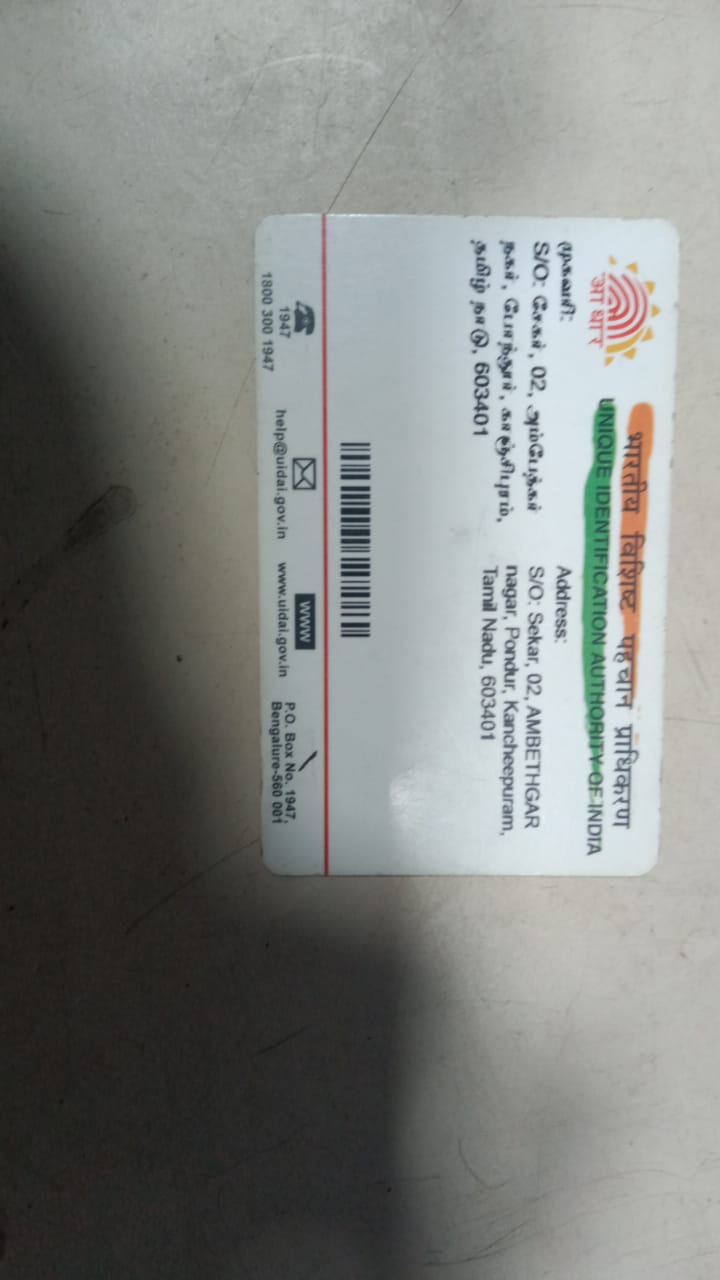 भारतीय विशिष्ट पहचान प्राधिकरण
UNIQUE IDENTIFICATION AUTHORITY OF INDIA
आधार
முகவரி:
S/O: சேகர், 02, அம்பேத்கர்
நகர், போந்தூர், காஞ்சிபுரம்,
தமிழ் நாடு, 603401
Address:
S/O: Sekar, 02, AMBETHGAR
nagar, Pondur, Kancheepuram,
Tamil Nadu, 603401
1947
1800 300 1947
help@uidai.gov.in
WWW
www.uidai.gov.in
P.O. Box No. 1947,
Bengalure-560 001